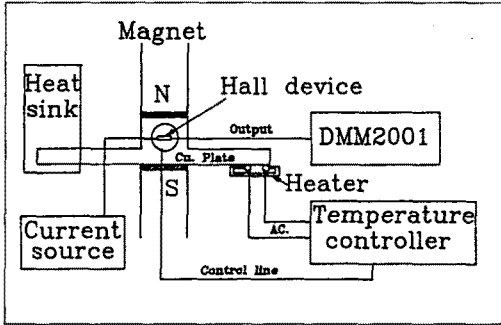 Magnet
Heat
sink
N
Hall device
Output
DMM2001
Cu. Plate
S
Heater
Current
source
AC.
Temperature
controller
Control line